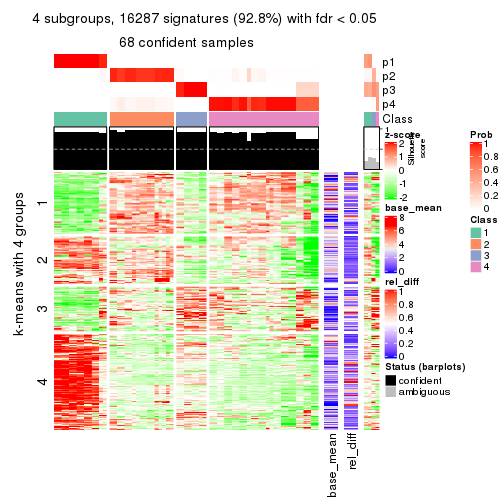 4 subgroups, 16287 signatures (92.8%) with fdr < 0.05
68 confident samples
p1
p2
p3
p4
Class
1
0
Silhouette
score
k-means with 4 groups
1
2
3
4
base_mean
rel_diff
z-score
2
1
0
-1
-2
base_mean
8
6
4
2
0
rel_diff
1
0.8
0.6
0.4
0.2
0
Status (barplots)
confident
ambiguous
Prob
1
0.8
0.6
0.4
0.2
0
Class
1
2
3
4